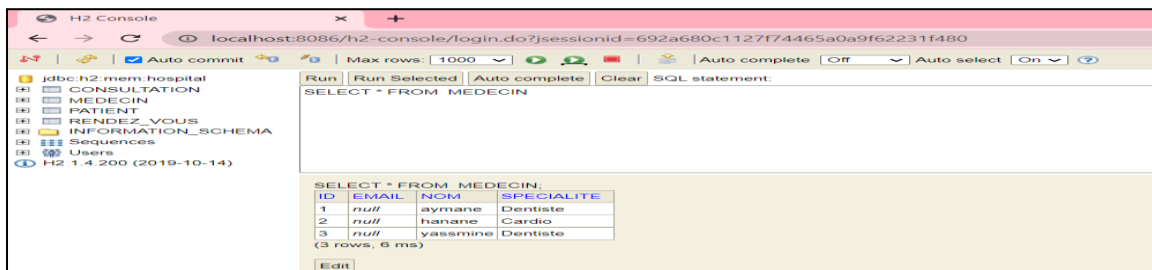 H2 Console
localhost:8086/h2-console/login.do?jsessionid=692a680c1127f74465a0a9f62231f480
Auto commit Max rows: 1000 Auto complete Off Auto select On
jdbc:h2:mem:hospital
CONSULTATION
MEDECIN
PATIENT
RENDEZ_VOUS
INFORMATION_SCHEMA
Sequences
Users
H2 1.4.200 (2019-10-14)
Run Run Selected Auto complete Clear SQL statement:
SELECT * FROM MEDECIN
SELECT * FROM MEDECIN;
ID EMAIL NOM SPECIALITE
1 null aymane Dentiste
2 null hanane Cardio
3 null yassmine Dentiste
(3 rows, 6 ms)
Edit